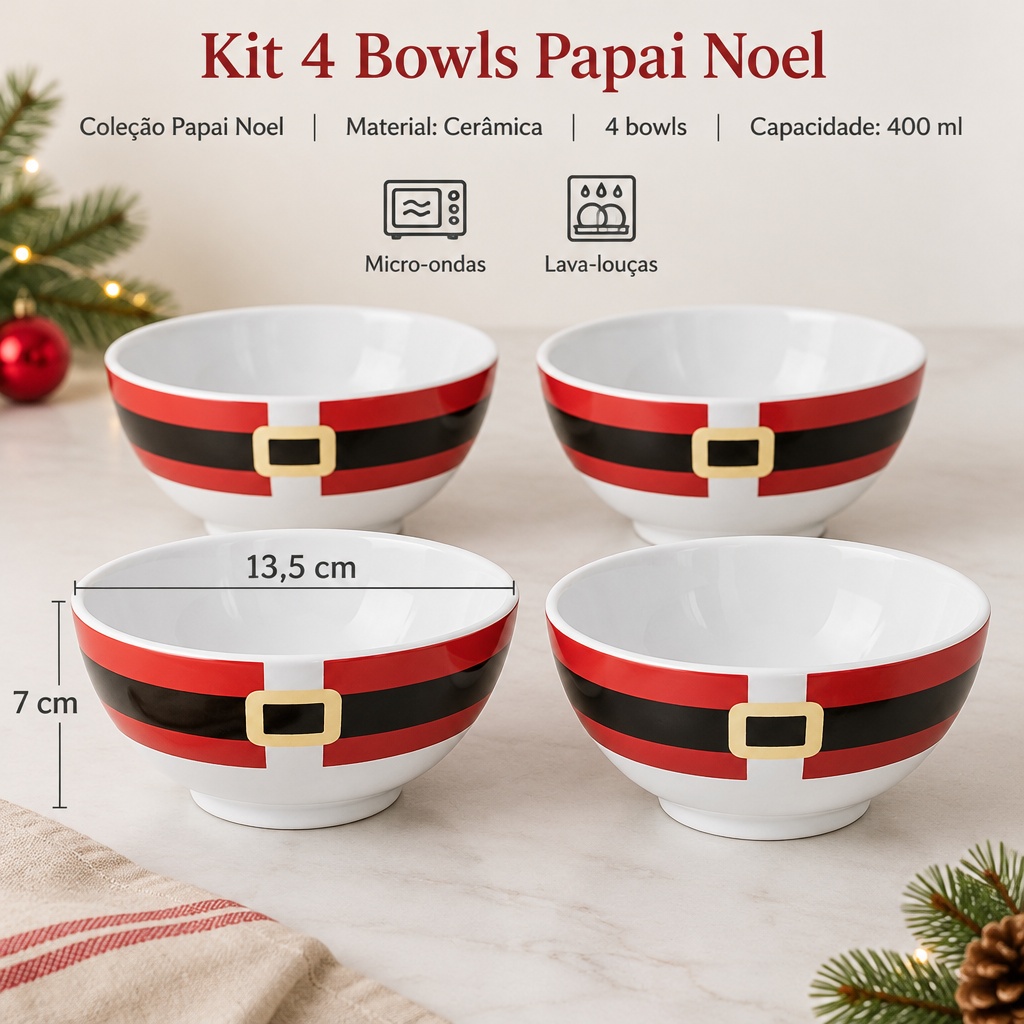 Kit 4 Bowls Papai Noel
Coleção Papai Noel | Material: Cerâmica | 4 bowls | Capacidade: 400 ml
Micro-ondas Lava-louças
13,5 cm
7 cm